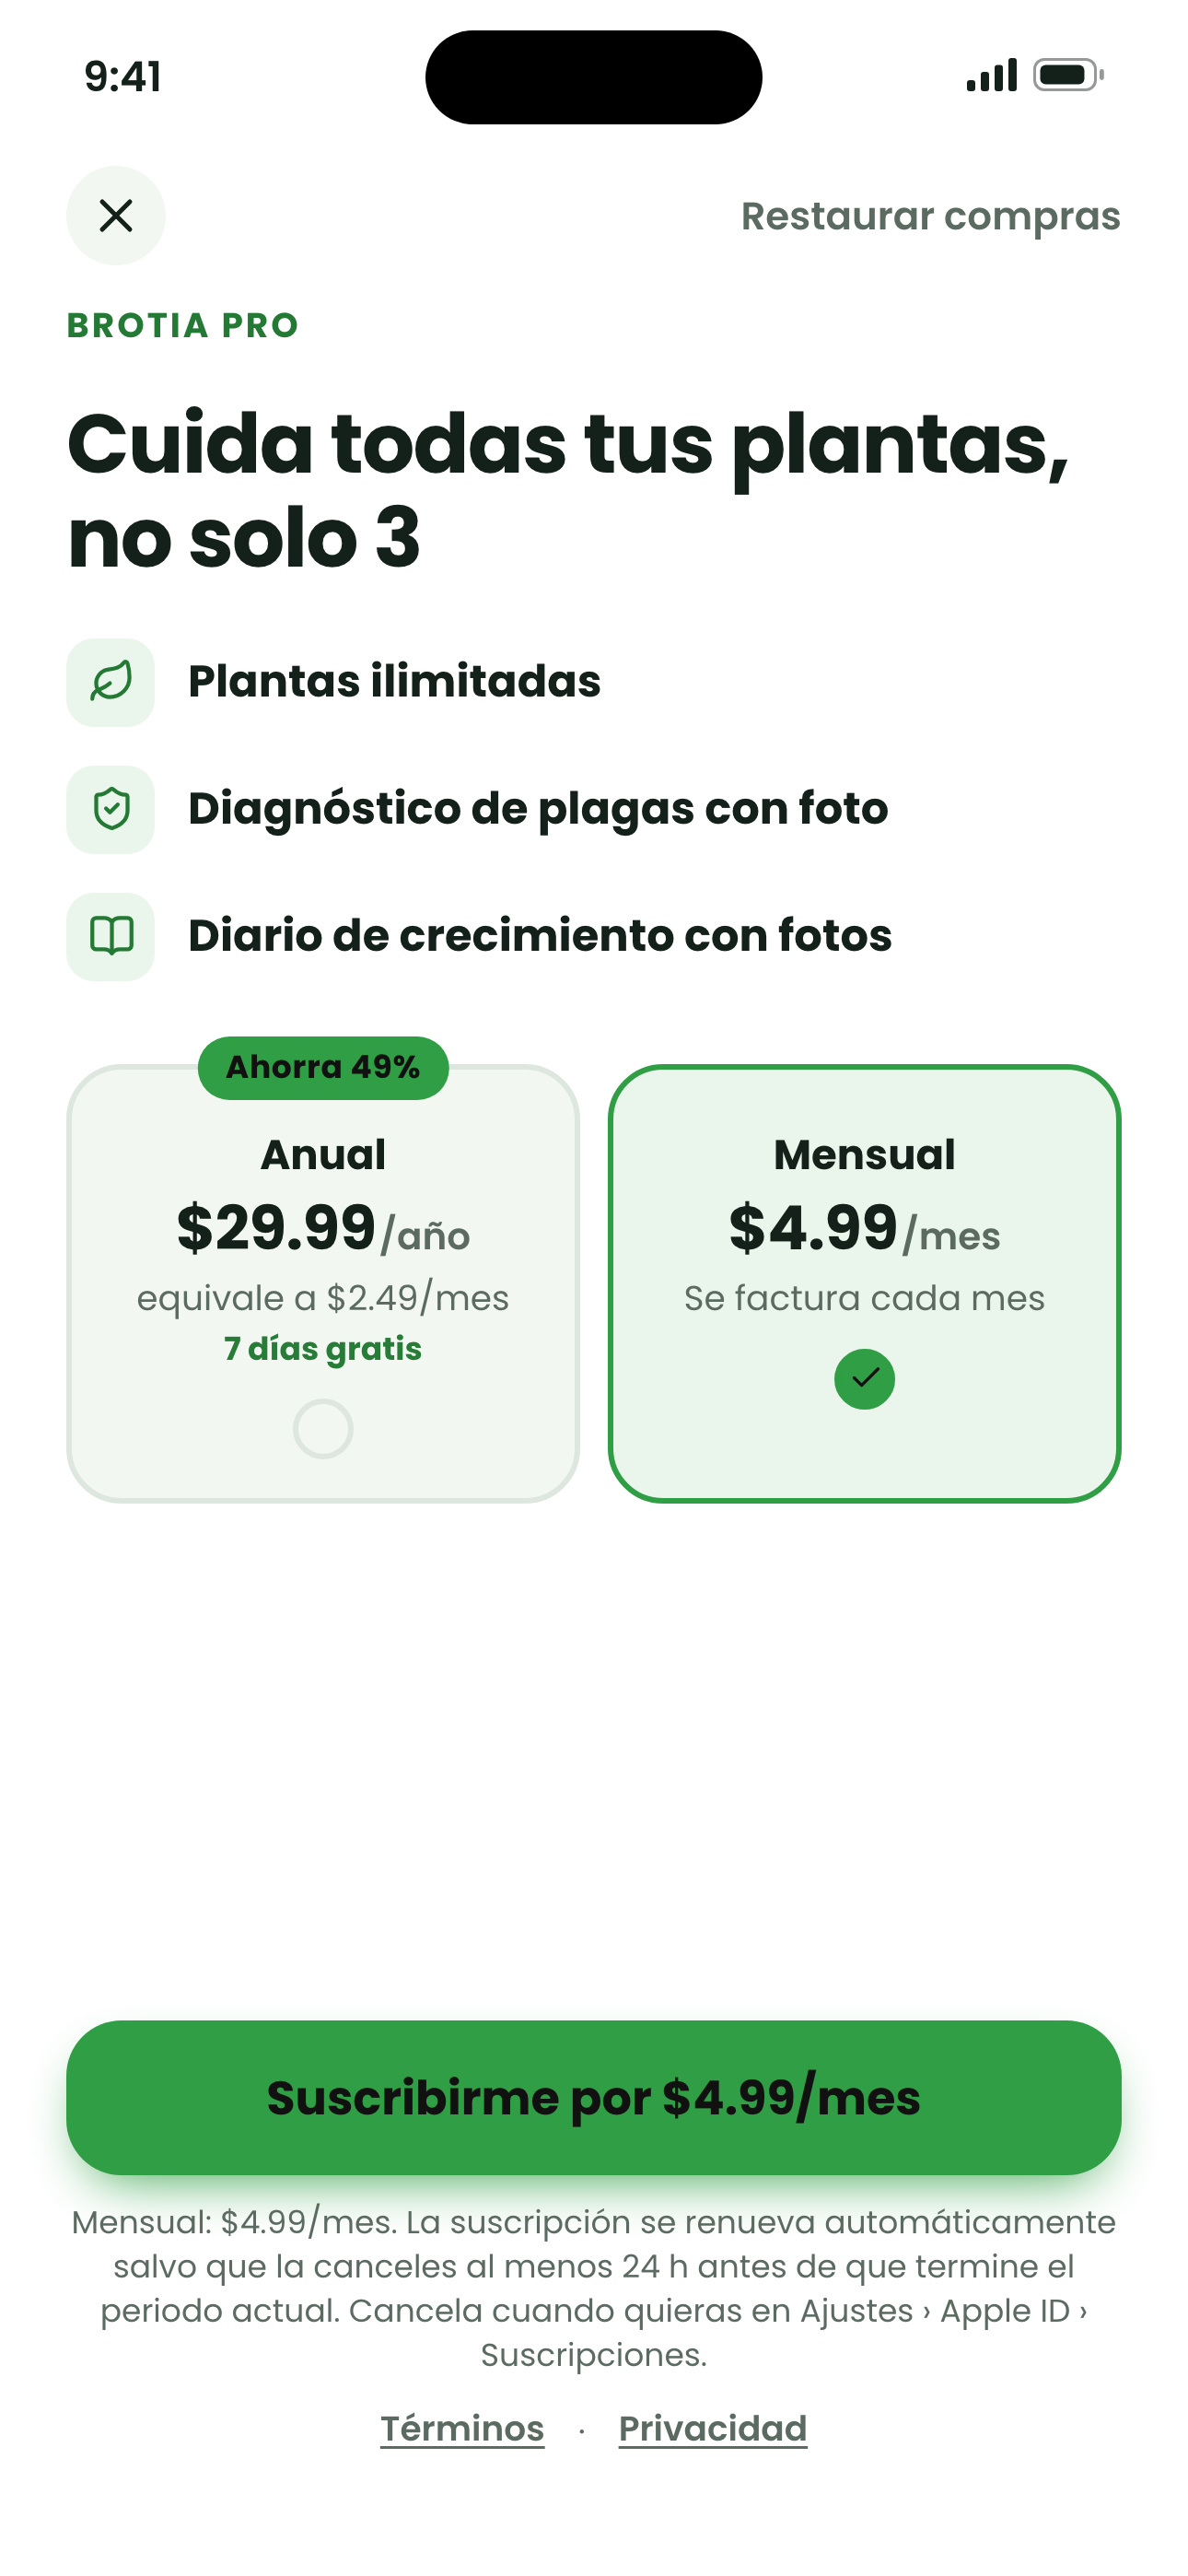 9:41
Restaurar compras
BROTIA PRO
Cuida todas tus plantas,
no solo 3
Plantas ilimitadas
Diagnóstico de plagas con foto
Diario de crecimiento con fotos
Ahorra 49%
Anual
$29.99/año
equivale a $2.49/mes
7 días gratis
Mensual
$4.99/mes
Se factura cada mes
Suscribirme por $4.99/mes
Mensual: $4.99/mes. La suscripción se renueva automáticamente
salvo que la canceles al menos 24 h antes de que termine el
periodo actual. Cancela cuando quieras en Ajustes › Apple ID ›
Suscripciones.
Términos · Privacidad